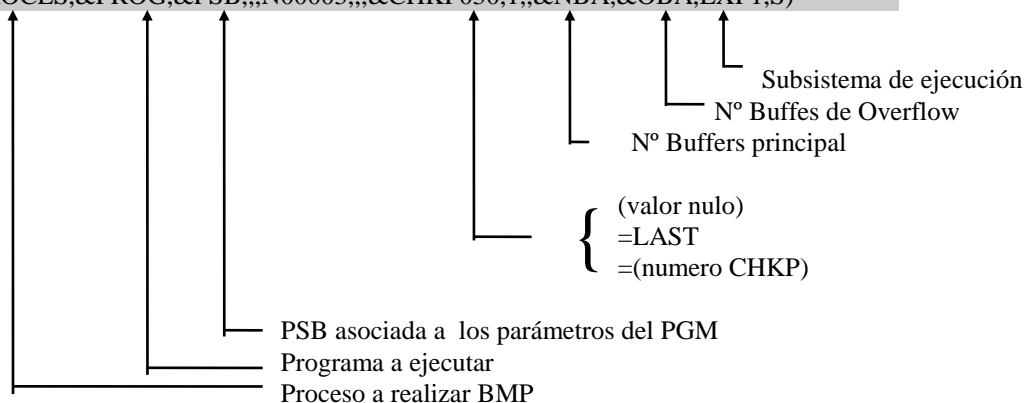 OCES,&PROG,&PSB,,,N00003,,,&CHKP030,1,,&NBA,&OBA,EXP1,S)
Subsistema de ejecución
Nº Buffes de Overflow
Nº Buffers principal
(valor nulo)
=LAST
=(numero CHKP)
PSB asociada a los parámetros del PGM
Programa a ejecutar
Proceso a realizar BMP